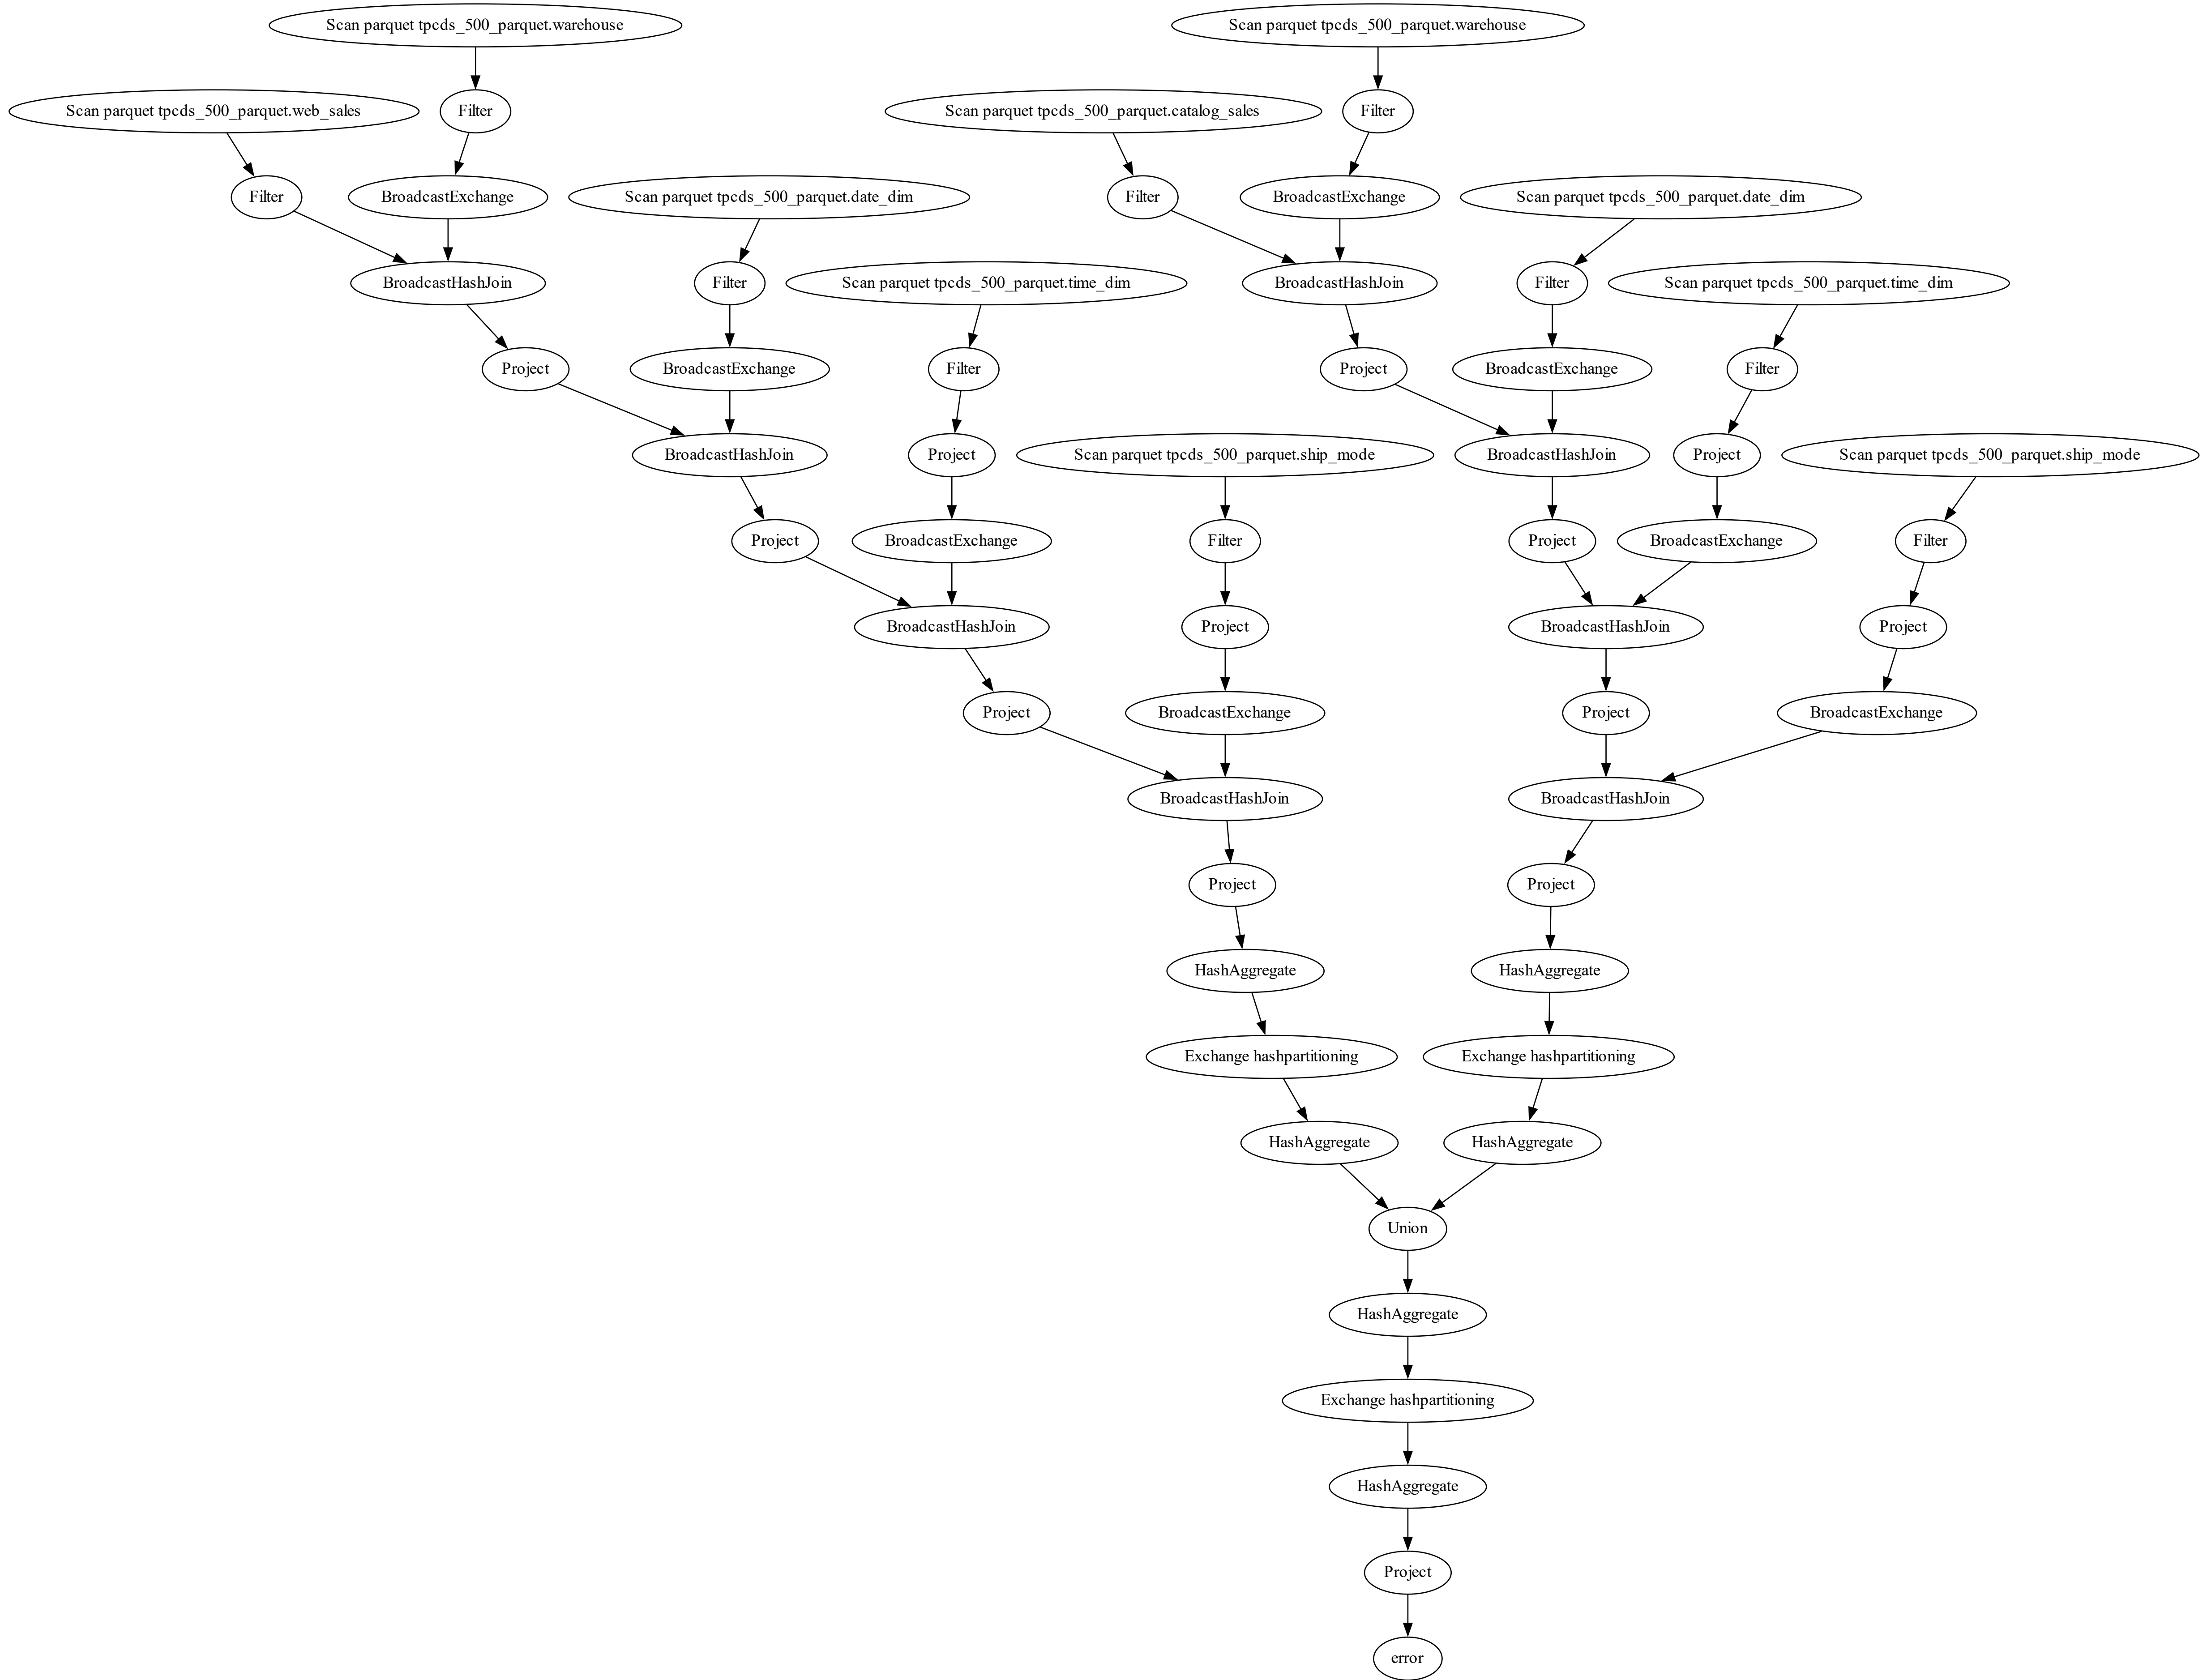 Scan parquet tpcds_500_parquet.warehouse
Scan parquet tpcds_500_parquet.warehouse
Scan parquet tpcds_500_parquet.web_sales
Filter
Scan parquet tpcds_500_parquet.catalog_sales
Filter
Filter
BroadcastExchange
Scan parquet tpcds_500_parquet.date_dim
Filter
BroadcastExchange
Scan parquet tpcds_500_parquet.date_dim
BroadcastHashJoin
Filter
Scan parquet tpcds_500_parquet.time_dim
BroadcastHashJoin
Filter
Scan parquet tpcds_500_parquet.time_dim
Project
BroadcastExchange
Filter
Project
BroadcastExchange
Filter
BroadcastHashJoin
Project
Scan parquet tpcds_500_parquet.ship_mode
BroadcastHashJoin
Project
Scan parquet tpcds_500_parquet.ship_mode
Project
BroadcastExchange
Filter
Project
BroadcastExchange
Filter
BroadcastHashJoin
Project
BroadcastHashJoin
Project
Project
BroadcastExchange
Project
BroadcastExchange
BroadcastHashJoin
BroadcastHashJoin
Project
Project
HashAggregate
HashAggregate
Exchange hashpartitioning
Exchange hashpartitioning
HashAggregate
HashAggregate
Union
HashAggregate
Exchange hashpartitioning
HashAggregate
Project
error